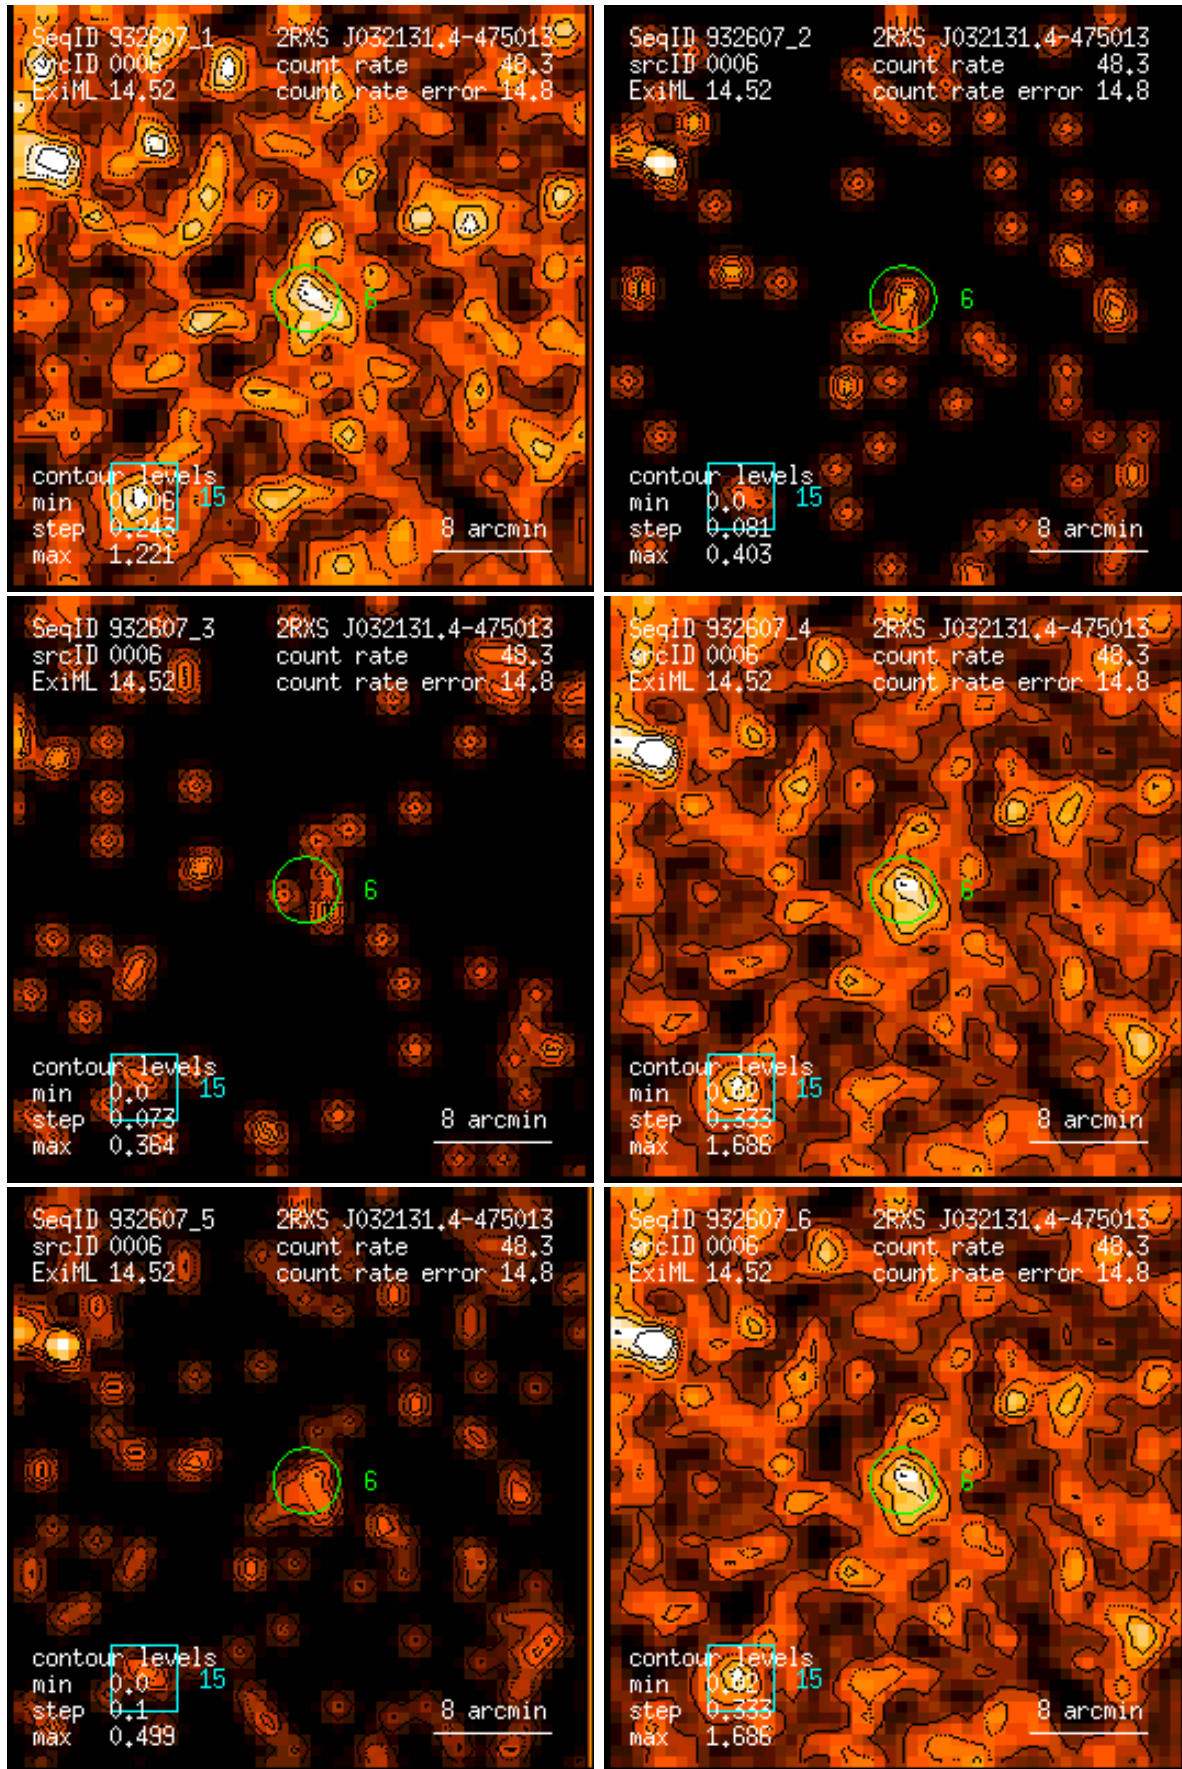 SeqID 932607_1 2RXS J032131.4-475013
srcID 0006 count rate 48.3
ExiML 14.52 count rate error 14.8
6
contour levels
min 0.006
15
step 0.243
8 arcmin
max 1.221
SeqID 932607_2 2RXS J032131.4-475013
srcID 0006 count rate 48.3
ExiML 14.52 count rate error 14.8
6
contour levels
min 0.0
15
step 0.081
8 arcmin
max 0.403
SeqID 932607_3 2RXS J032131.4-475013
srcID 0006 count rate 48.3
ExiML 14.52 count rate error 14.8
6
contour levels
min 0.0
15
step 0.073
8 arcmin
max 0.364
SeqID 932607_4 2RXS J032131.4-475013
srcID 0006 count rate 48.3
ExiML 14.52 count rate error 14.8
6
contour levels
min 0.02
15
step 0.333
8 arcmin
max 1.686
SeqID 932607_5 2RXS J032131.4-475013
srcID 0006 count rate 48.3
ExiML 14.52 count rate error 14.8
6
contour levels
min 0.0
15
step 0.1
8 arcmin
max 0.499
SeqID 932607_6 2RXS J032131.4-475013
srcID 0006 count rate 48.3
ExiML 14.52 count rate error 14.8
6
contour levels
min 0.02
15
step 0.333
8 arcmin
max 1.686